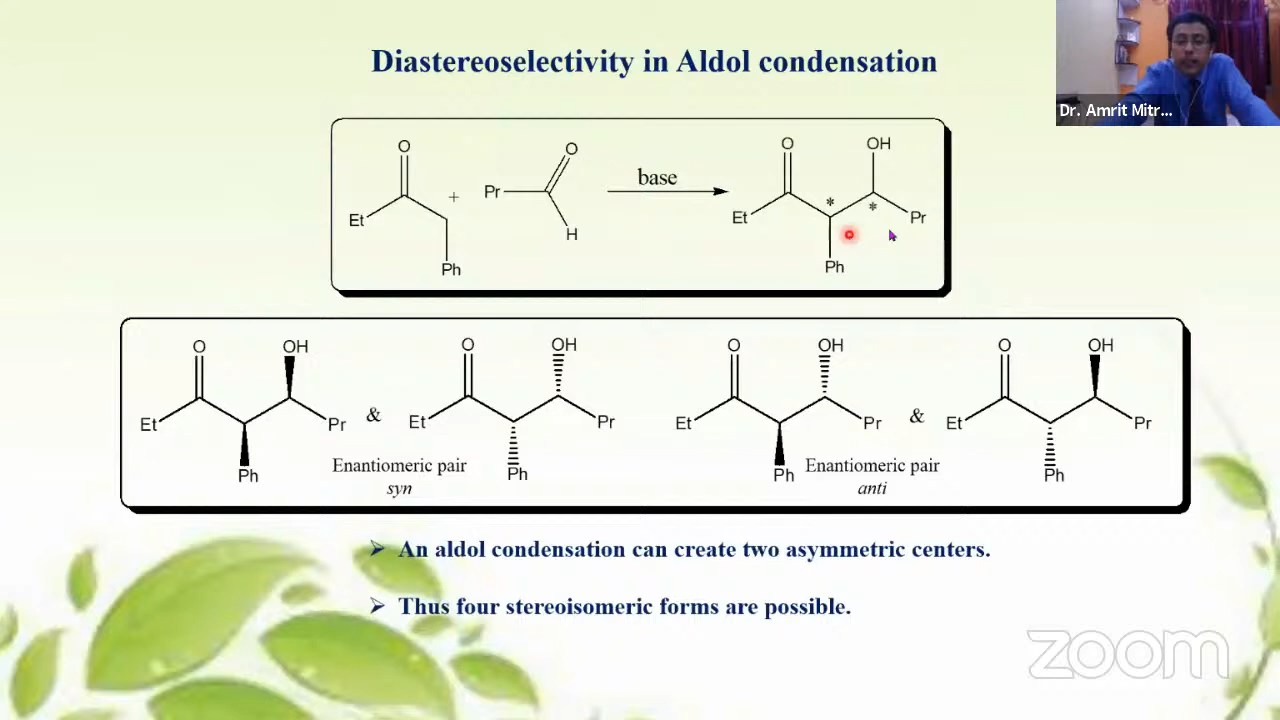 Diastereoselectivity in Aldol condensation
Dr. Amrit Mitr...
O
Et
Ph
+
Pr
O
H
base
O
OH
Et
*
*
Pr
Ph
O
OH
Et
Pr
Ph
&
O
OH
Et
Pr
Ph
Enantiomeric pair
syn
O
OH
Et
Pr
Ph
&
O
OH
Et
Pr
Ph
Enantiomeric pair
anti
An aldol condensation can create two asymmetric centers.
Thus four stereoisomeric forms are possible.
zoom